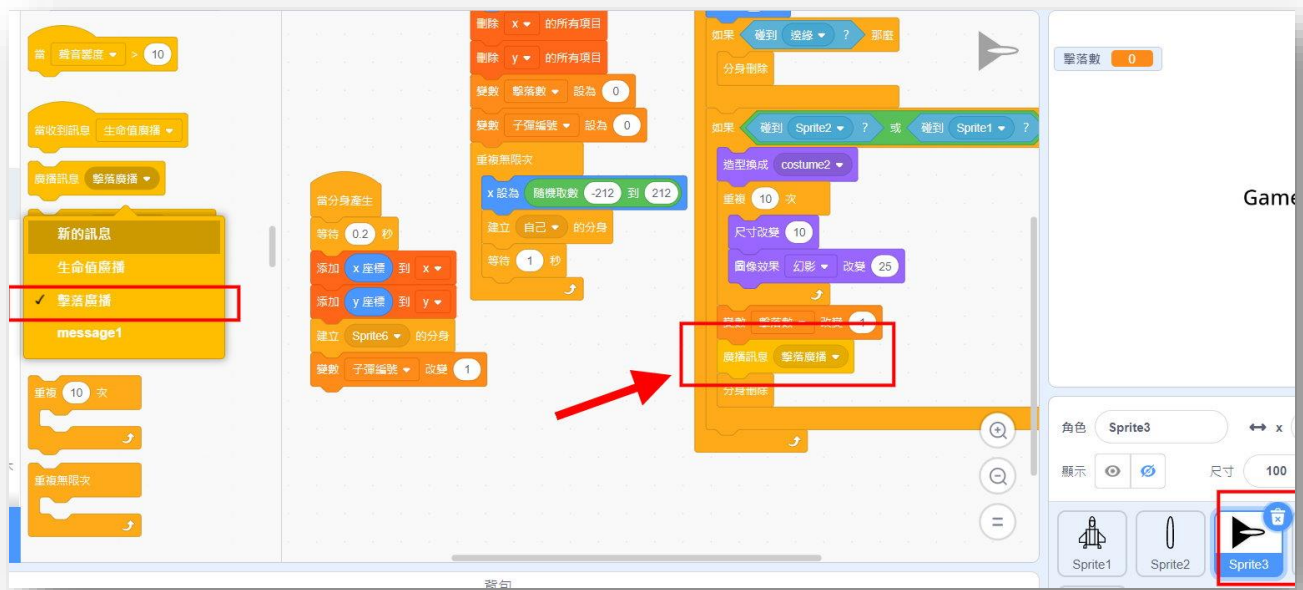 當 聲音響度 > 10
當收到訊息 生命值廣播
廣播訊息 擊落廣播
新的訊息
生命值廣播
✓ 擊落廣播
message1
重複 10 次
重複無限次
當分身產生
等待 0.2 秒
添加 x 座標 到 x
添加 y 座標 到 y
建立 Sprite6 的分身
變數 子彈編號 改變 1
刪除 x 的所有項目
刪除 y 的所有項目
變數 擊落數 設為 0
變數 子彈編號 設為 0
重複無限次
x 設為 隨機取數 -212 到 212
建立 自己 的分身
等待 1 秒
如果 碰到 邊緣 ? 那麼
分身刪除
如果 碰到 Sprite2 ? 或 碰到 Sprite1 ?
造型換成 costume2
重複 10 次
尺寸改變 10
圖像效果 幻影 改變 25
變數 擊落數 改變 1
廣播訊息 擊落廣播
分身刪除
擊落數 0
Game
角色 Sprite3 x
顯示 尺寸 100
Sprite1 Sprite2 Sprite3